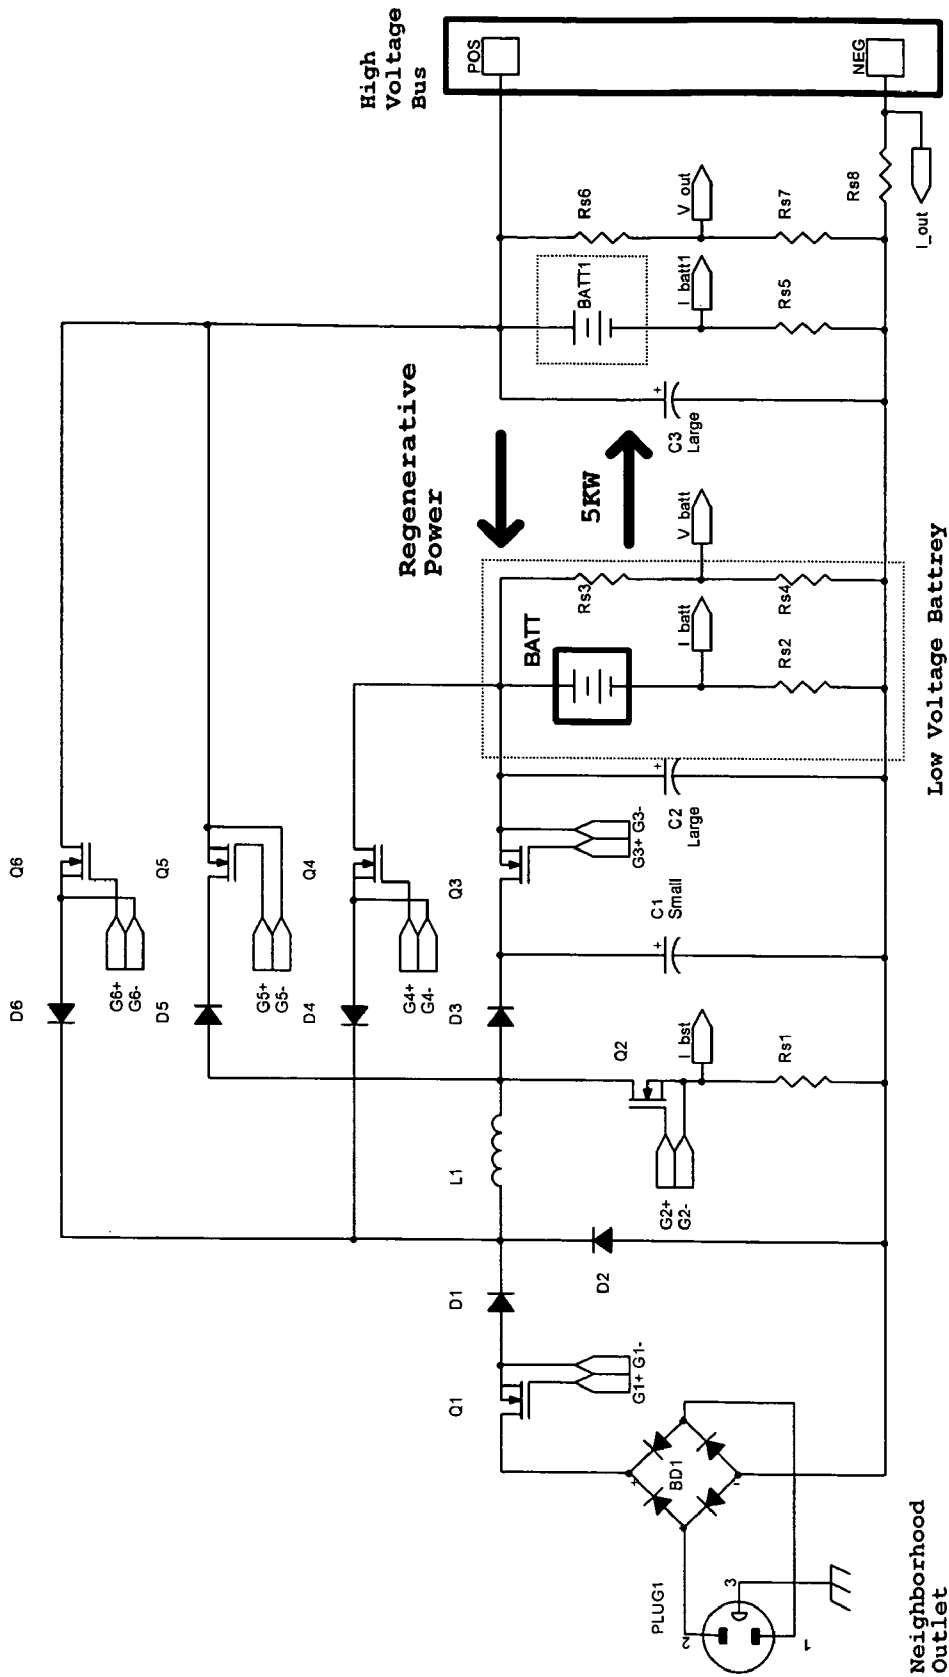 High
Voltage
Bus
POS
NEG
I_out
Rs8
V_out
Rs6
Rs7
BATT1
I_batt1
Rs5
Regenerative
Power
5KW
C3
Large
+
V_batt
Rs3
Rs4
BATT
I_batt
Rs2
Low Voltage Battrey
C2
Large
+
Q6
G6+
G6-
D6
Q5
G5+
G5-
D5
Q4
G4+
G4-
D4
Q3
G3+ G3-
D3
C1
Small
+
Q2
G2+
G2-
I_bst
Rs1
L1
D2
D1
Q1
G1+ G1-
BD1
+
-
PLUG1
2
3
1
Neighborhood
Outlet